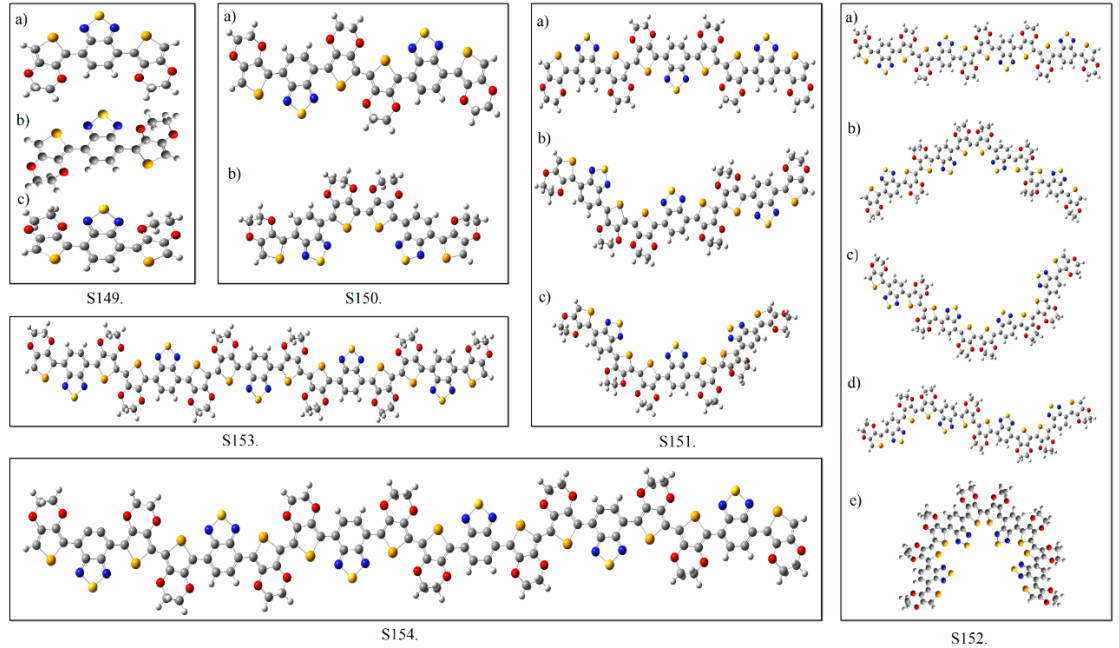 a)
b)
c)
S149.
a)
b)
S150.
a)
b)
c)
S151.
a)
b)
c)
d)
e)
S152.
S153.
S154.